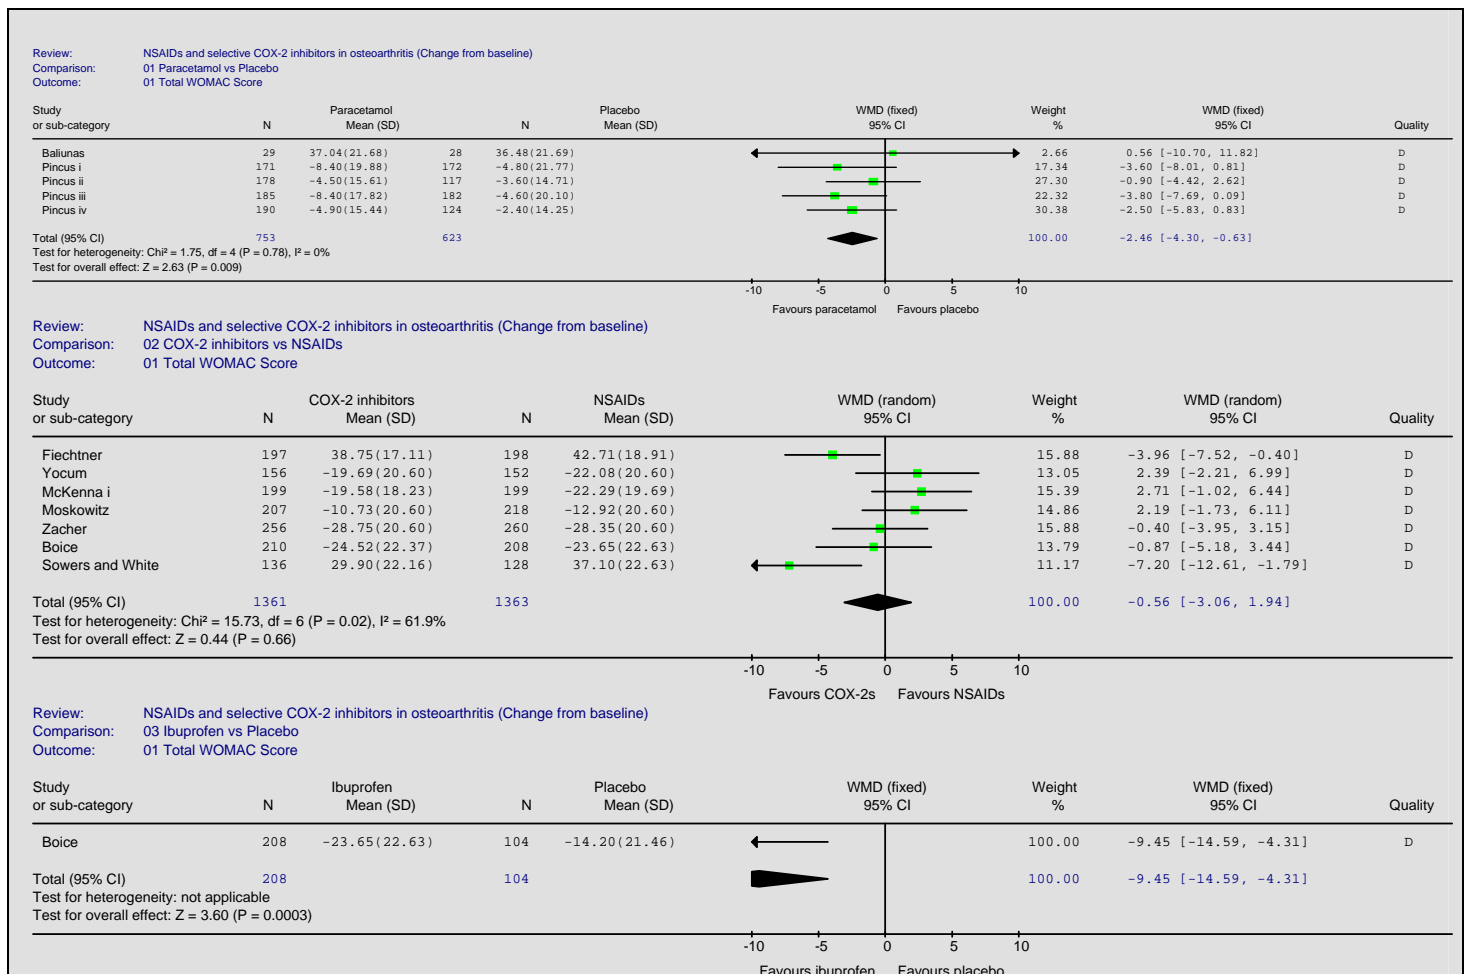 Review: NSAIDs and selective COX-2 inhibitors in osteoarthritis (Change from baseline)
Comparison: 01 Paracetamol vs Placebo
Outcome: 01 Total WOMAC Score
Study Paracetamol Placebo WMD (fixed) Weight WMD (fixed)
or sub-category N Mean (SD) N Mean (SD) 95% CI % 95% CI Quality
Baliunas 29 37.04(21.68) 28 36.48(21.69) 2.66 0.56 [-10.70, 11.82] D
Pincus i 171 -8.40(19.88) 172 -4.80(21.77) 17.34 -3.60 [-8.01, 0.81] D
Pincus ii 178 -4.50(15.61) 117 -3.60(14.71) 27.30 -0.90 [-4.42, 2.62] D
Pincus iii 185 -8.40(17.82) 182 -4.60(20.10) 22.32 -3.80 [-7.69, 0.09] D
Pincus iv 190 -4.90(15.44) 124 -2.40(14.25) 30.38 -2.50 [-5.83, 0.83] D
Total (95% CI) 753 623 100.00 -2.46 [-4.30, -0.63]
Test for heterogeneity: Chi² = 1.75, df = 4 (P = 0.78), I² = 0%
Test for overall effect: Z = 2.63 (P = 0.009)
-10 -5 0 5 10
Favours paracetamol Favours placebo
Review: NSAIDs and selective COX-2 inhibitors in osteoarthritis (Change from baseline)
Comparison: 02 COX-2 inhibitors vs NSAIDs
Outcome: 01 Total WOMAC Score
Study COX-2 inhibitors NSAIDs WMD (random) Weight WMD (random)
or sub-category N Mean (SD) N Mean (SD) 95% CI % 95% CI Quality
Fiechtner 197 38.75(17.11) 198 42.71(18.91) 15.88 -3.96 [-7.52, -0.40] D
Yocum 156 -19.69(20.60) 152 -22.08(20.60) 13.05 2.39 [-2.21, 6.99] D
McKenna i 199 -19.58(18.23) 199 -22.29(19.69) 15.39 2.71 [-1.02, 6.44] D
Moskowitz 207 -10.73(20.60) 218 -12.92(20.60) 14.86 2.19 [-1.73, 6.11] D
Zacher 256 -28.75(20.60) 260 -28.35(20.60) 15.88 -0.40 [-3.95, 3.15] D
Boice 210 -24.52(22.37) 208 -23.65(22.63) 13.79 -0.87 [-5.18, 3.44] D
Sowers and White 136 29.90(22.16) 128 37.10(22.63) 11.17 -7.20 [-12.61, -1.79] D
Total (95% CI) 1361 1363 100.00 -0.56 [-3.06, 1.94]
Test for heterogeneity: Chi² = 15.73, df = 6 (P = 0.02), I² = 61.9%
Test for overall effect: Z = 0.44 (P = 0.66)
-10 -5 0 5 10
Favours COX-2s Favours NSAIDs
Review: NSAIDs and selective COX-2 inhibitors in osteoarthritis (Change from baseline)
Comparison: 03 Ibuprofen vs Placebo
Outcome: 01 Total WOMAC Score
Study Ibuprofen Placebo WMD (fixed) Weight WMD (fixed)
or sub-category N Mean (SD) N Mean (SD) 95% CI % 95% CI Quality
Boice 208 -23.65(22.63) 104 -14.20(21.46) 100.00 -9.45 [-14.59, -4.31] D
Total (95% CI) 208 104 100.00 -9.45 [-14.59, -4.31]
Test for heterogeneity: not applicable
Test for overall effect: Z = 3.60 (P = 0.0003)
-10 -5 0 5 10
Favours ibuprofen Favours placebo